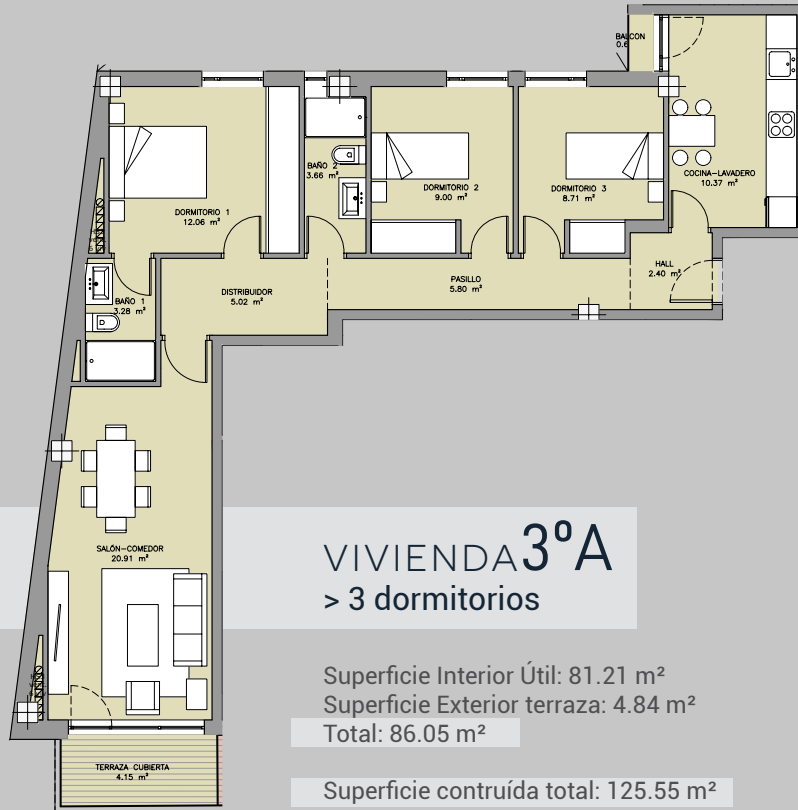 BALCON
0.6
BAÑO 2
3.66 m²
DORMITORIO 2
9.00 m²
DORMITORIO 3
8.71 m²
COCINA-LAVADERO
10.37 m²
DORMITORIO 1
12.06 m²
HALL
2.40 m²
PASILLO
5.80 m²
DISTRIBUIDOR
5.02 m²
BAÑO 1
3.28 m²
SALÓN-COMEDOR
20.91 m²
TERRAZA CUBIERTA
4.15 m²
VIVIENDA 3ºA
> 3 dormitorios
Superficie Interior Útil: 81.21 m²
Superficie Exterior terraza: 4.84 m²
Total: 86.05 m²
Superficie contruída total: 125.55 m²